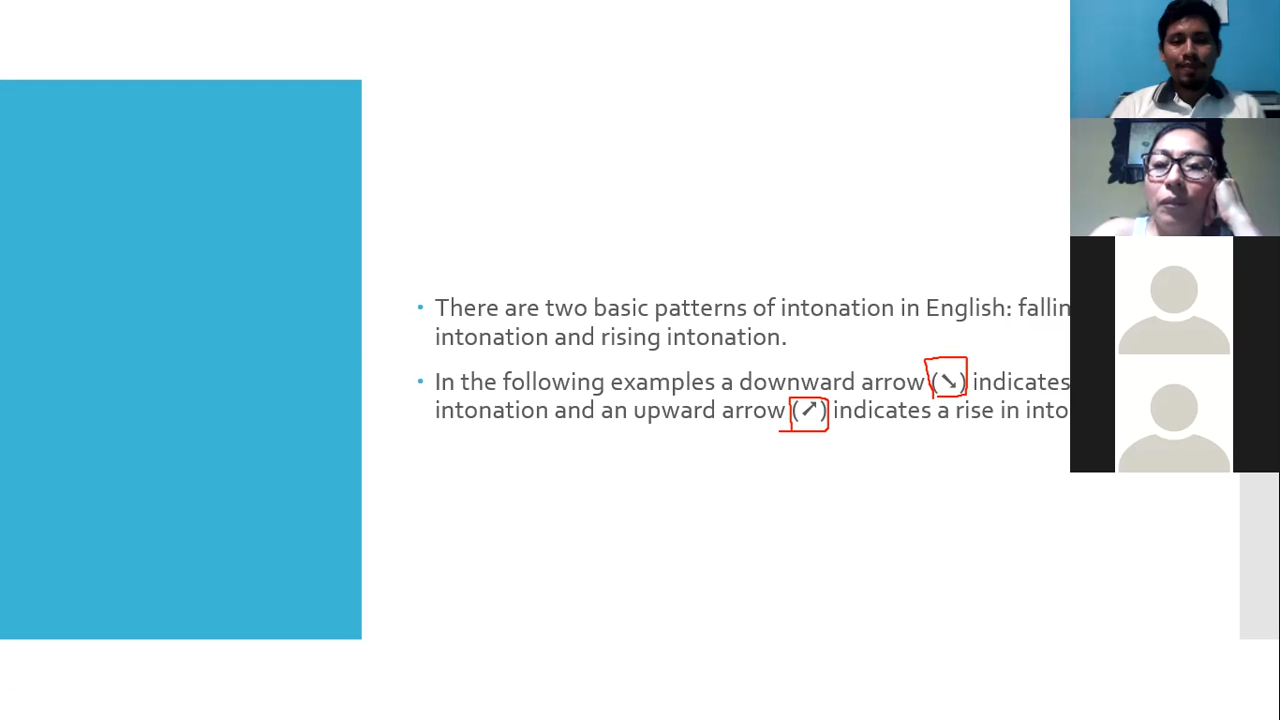 • There are two basic patterns of intonation in English: fallin
intonation and rising intonation.
• In the following examples a downward arrow (➘) indicates
intonation and an upward arrow (➚) indicates a rise in into